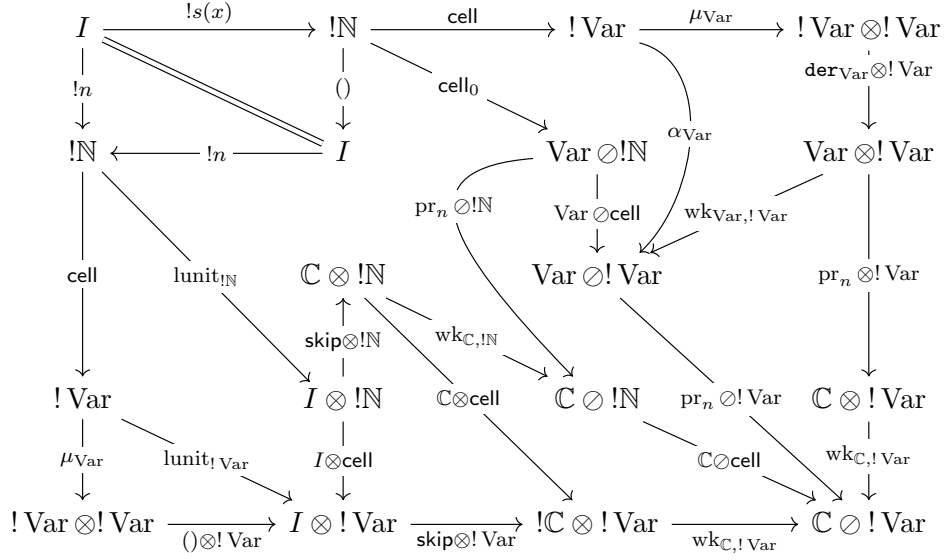 !s(x) cell μ_Var
I !ℕ ! Var ! Var ⊗! Var
!n () der_Var ⊗! Var
cell₀
α_Var
!ℕ !n I Var ⊘!ℕ Var ⊗! Var
pr_n ⊘!ℕ Var ⊘cell wk_Var,! Var
cell lunit_!ℕ ℂ ⊗ !ℕ Var ⊘! Var pr_n ⊗! Var
skip⊗!ℕ wk_ℂ,!ℕ
! Var I ⊗ !ℕ ℂ⊗cell ℂ ⊘ !ℕ pr_n ⊘! Var ℂ ⊗ ! Var
μ_Var lunit_! Var I⊗cell ℂ⊘cell wk_ℂ,! Var
! Var ⊗! Var I ⊗ ! Var !ℂ ⊗ ! Var ℂ ⊘ ! Var
()⊗! Var skip⊗! Var wk_ℂ,! Var